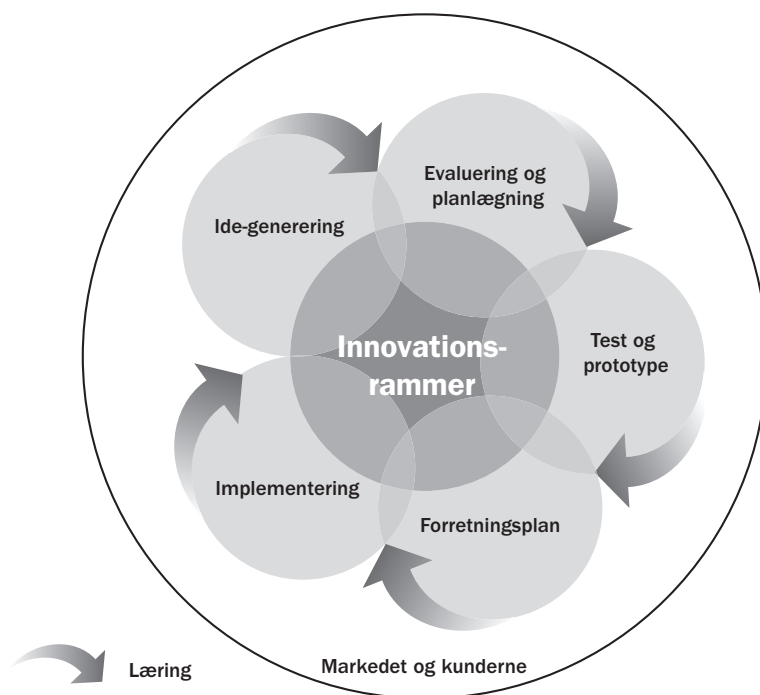 Evaluering og
planlægning
Ide-generering
Test og
prototype
Innovations-
rammer
Implementering
Forretningsplan
Læring
Markedet og kunderne